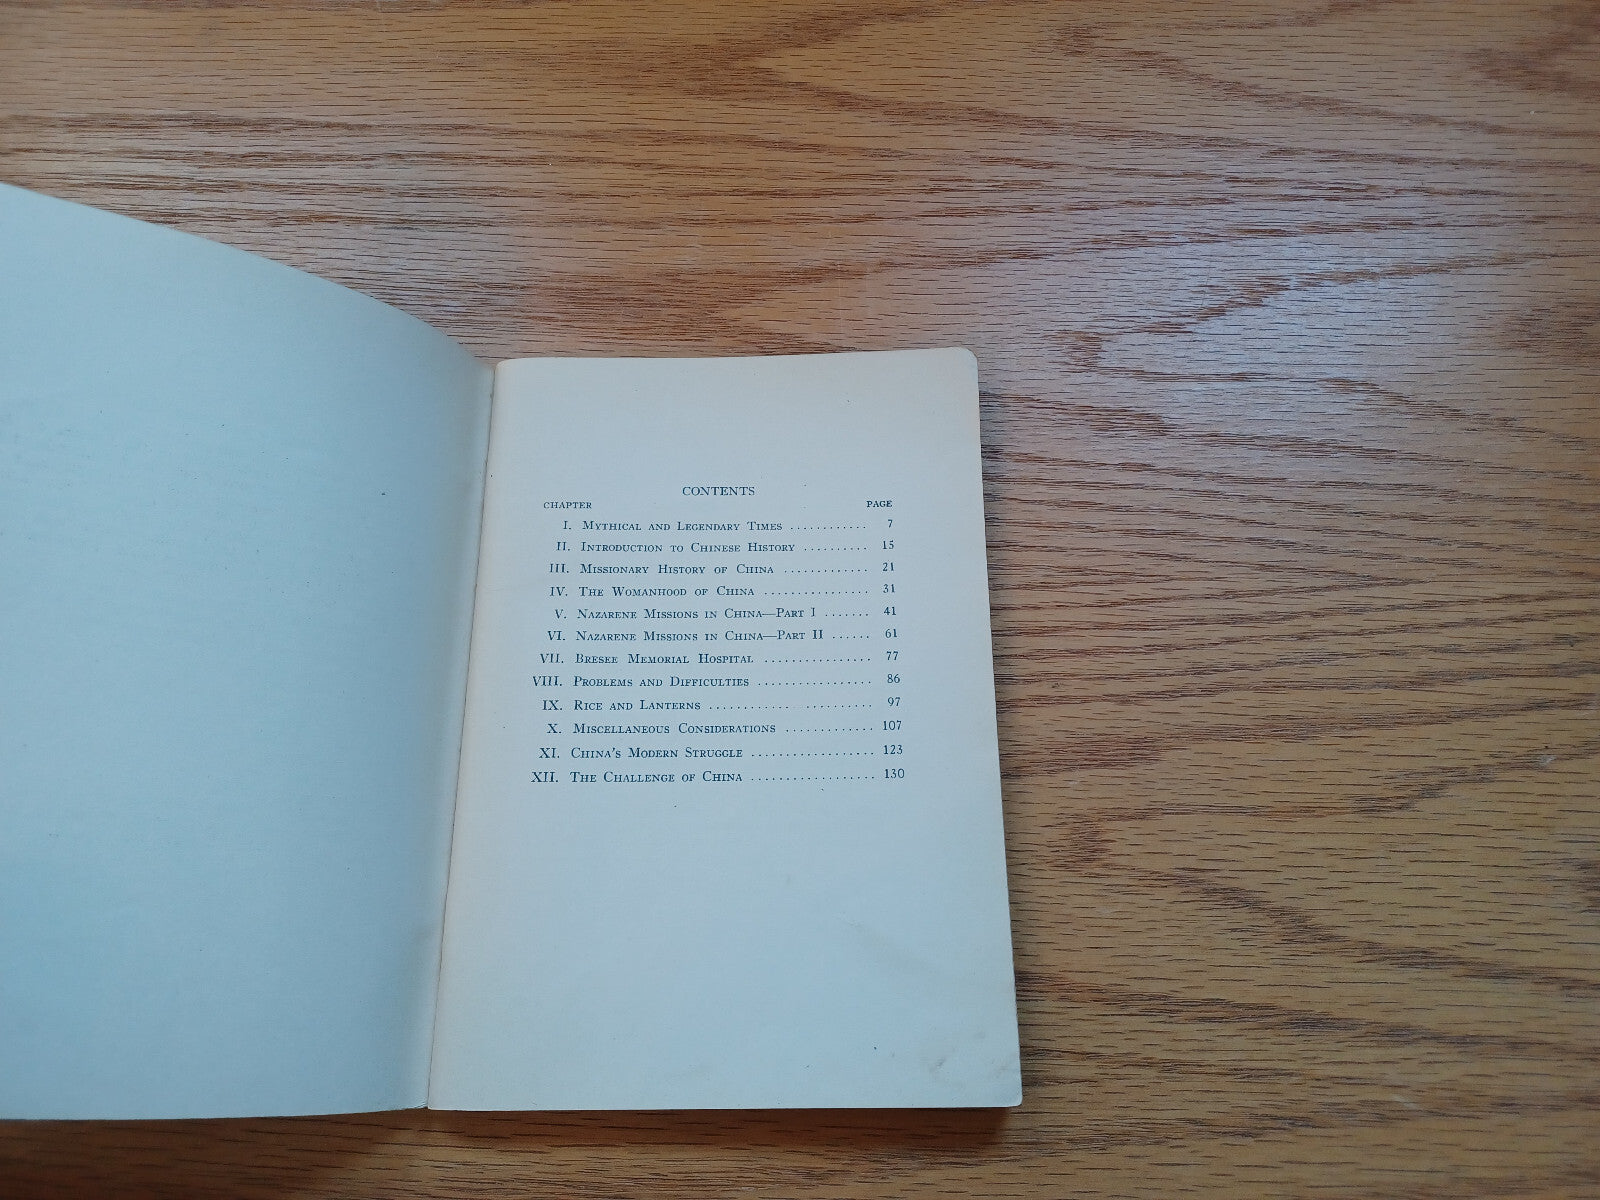 CONTENTS
CHAPTER PAGE
I. Mythical and Legendary Times ............ 7
II. Introduction to Chinese History .......... 15
III. Missionary History of China ............. 21
IV. The Womanhood of China ................ 31
V. Nazarene Missions in China—Part I ....... 41
VI. Nazarene Missions in China—Part II ...... 61
VII. Bresee Memorial Hospital ................ 77
VIII. Problems and Difficulties ................. 86
IX. Rice and Lanterns ........................ 97
X. Miscellaneous Considerations ............. 107
XI. China's Modern Struggle .................. 123
XII. The Challenge of China .................. 130